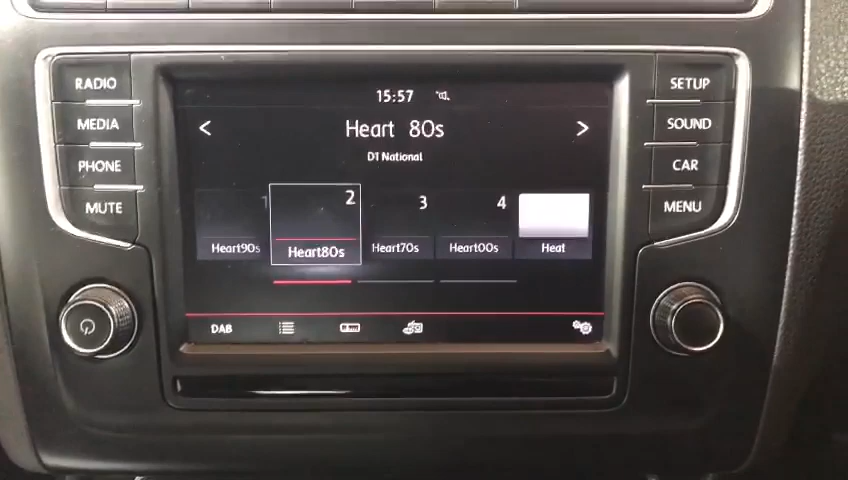 RADIO
MEDIA
PHONE
MUTE
15:57
< Heart 80s >
D1 National
1
2
3
4
Heart90s
Heart80s
Heart70s
Heart00s
Heat
DAB
SETUP
SOUND
CAR
MENU